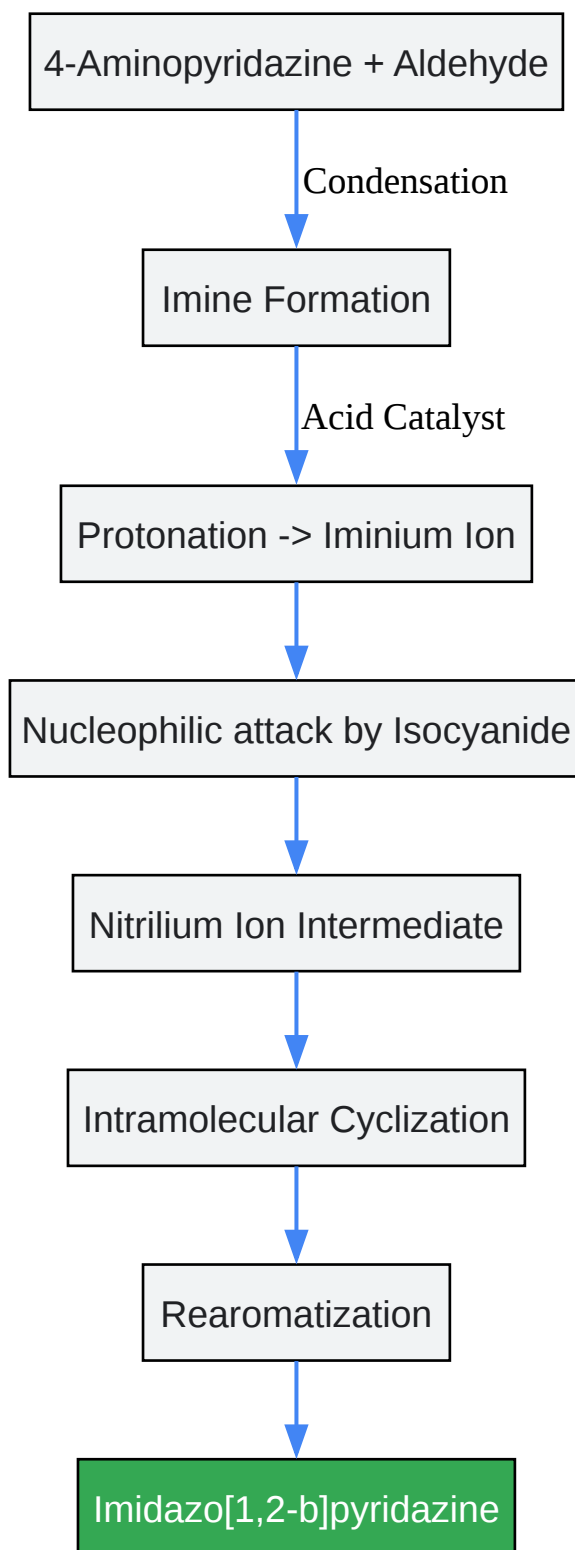 4-Aminopyridazine + Aldehyde
Condensation
Imine Formation
Acid Catalyst
Protonation -> Iminium Ion
Nucleophilic attack by Isocyanide
Nitrilium Ion Intermediate
Intramolecular Cyclization
Rearomatization
Imidazo[1,2-b]pyridazine